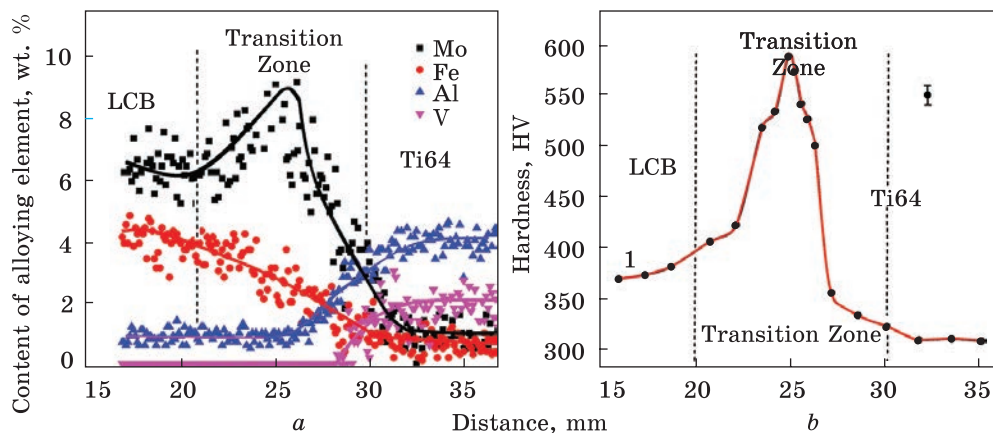 Content of alloying element, wt. %
10
8
6
4
2
0
LCB
Transition
Zone
Mo
Fe
Al
V
Ti64
15
20
25
30
35
a
Distance, mm
Hardness, HV
600
550
500
450
400
350
300
Transition
Zone
LCB
Ti64
1
Transition Zone
15
20
25
30
35
b